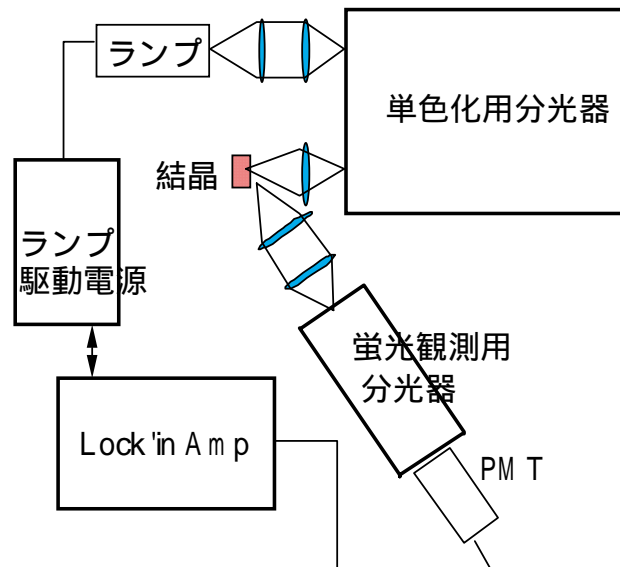 ランプ
単色化用分光器
結晶
ランプ
駆動電源
蛍光観測用
分光器
Lock'in Amp
PMT